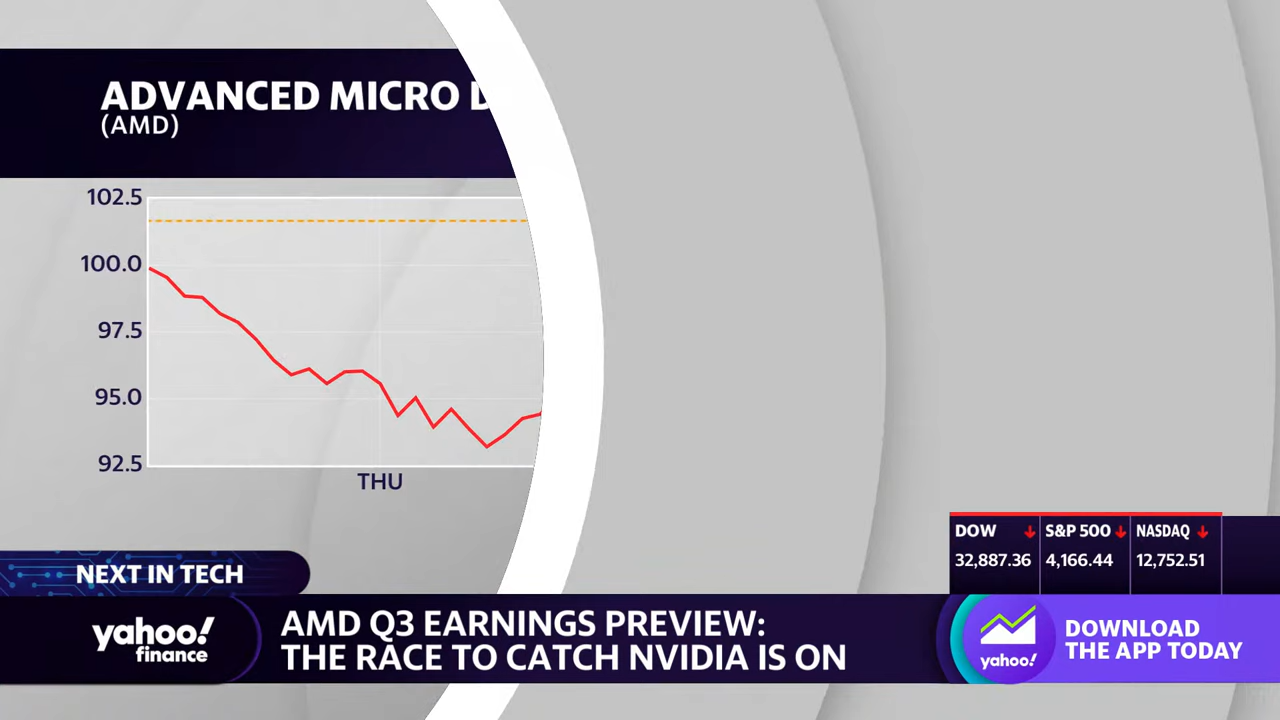 ADVANCED MICRO
(AMD)
102.5
100.0
97.5
95.0
92.5
THU
DOW
32,887.36
S&P 500
4,166.44
NASDAQ
12,752.51
NEXT IN TECH
yahoo!
finance
AMD Q3 EARNINGS PREVIEW:
THE RACE TO CATCH NVIDIA IS ON
yahoo!
DOWNLOAD
THE APP TODAY